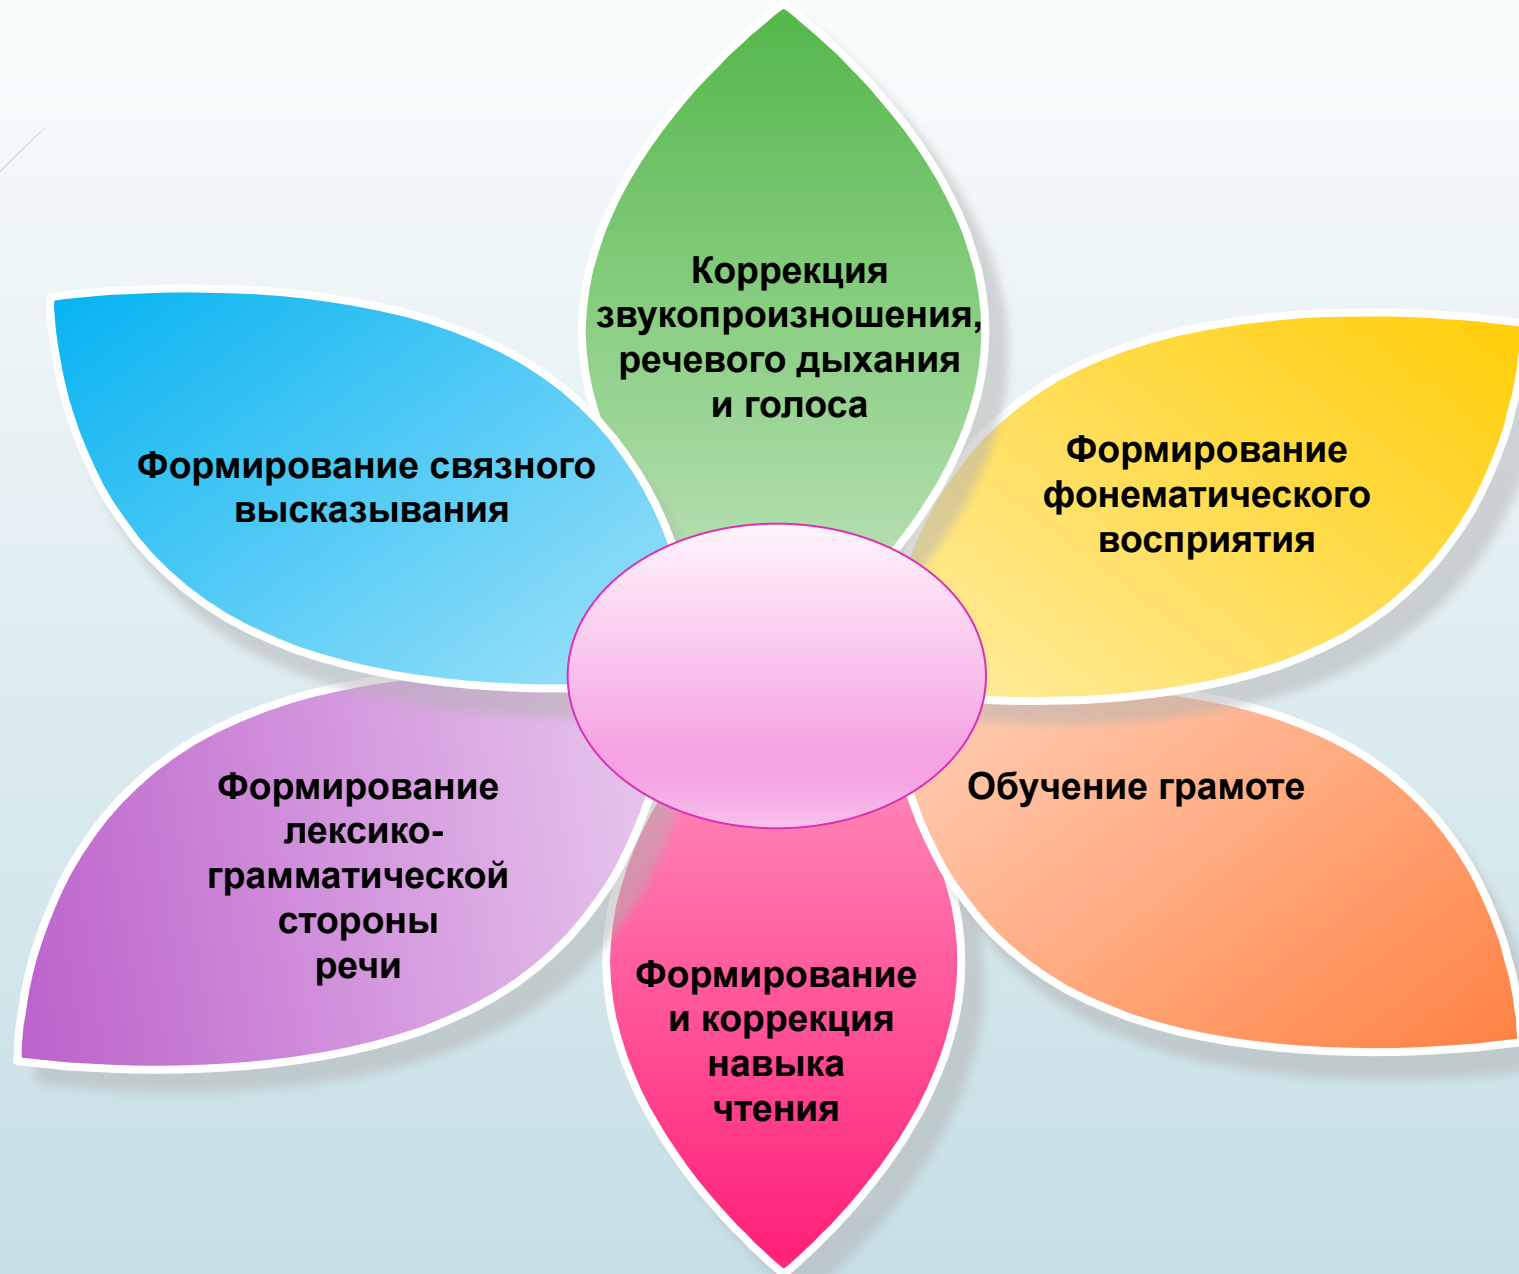 Коррекция
звукопроизношения,
речевого дыхания
и голоса
Формирование
фонематического
восприятия
Обучение грамоте
Формирование
и коррекция
навыка
чтения
Формирование
лексико-
грамматической
стороны
речи
Формирование связного
высказывания